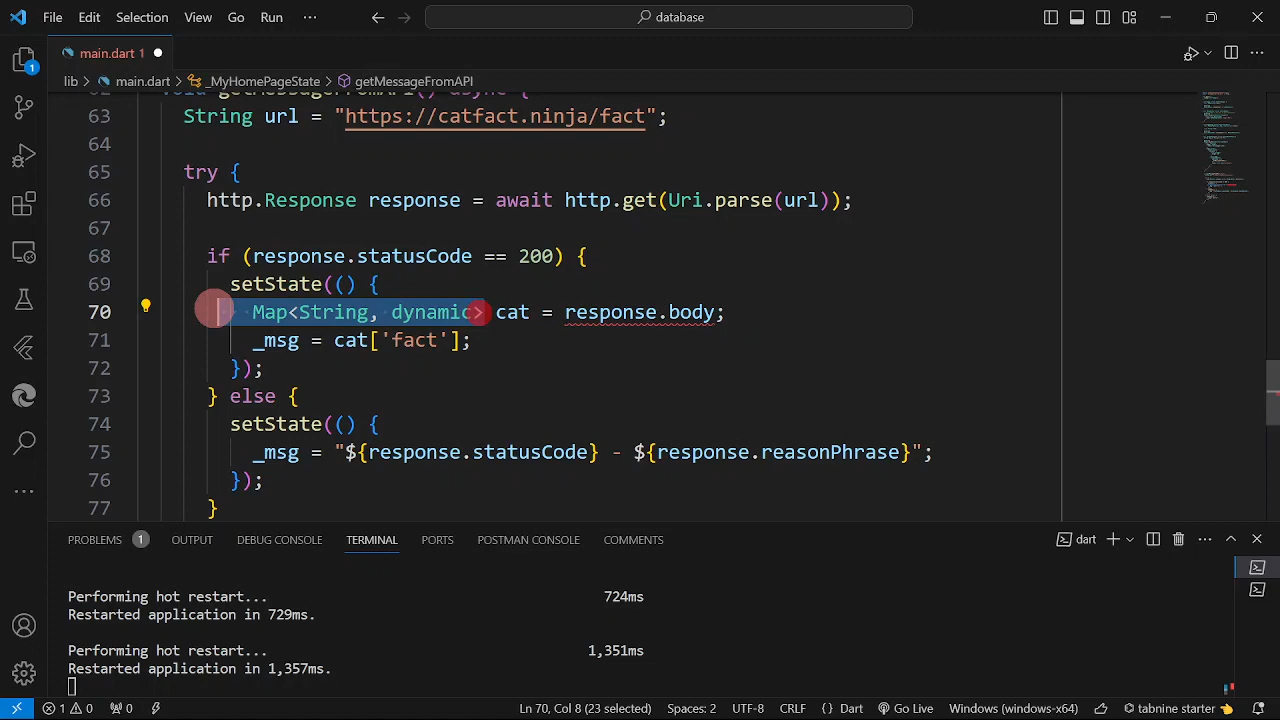 File Edit Selection View Go Run ··· database
main.dart 1
lib > main.dart > _MyHomePageState > getMessageFromAPI
1
62 void getMessageFromAPI() async {
63 String url = "https://catfact.ninja/fact";
64
65 try {
66 http.Response response = await http.get(Uri.parse(url));
67
68 if (response.statusCode == 200) {
69 setState(() {
70 Map<String, dynamic> cat = response.body;
71 _msg = cat['fact'];
72 });
73 } else {
74 setState(() {
75 _msg = "${response.statusCode} - ${response.reasonPhrase}";
76 });
77 }
PROBLEMS 1 OUTPUT DEBUG CONSOLE TERMINAL PORTS POSTMAN CONSOLE COMMENTS dart
Performing hot restart... 724ms
Restarted application in 729ms.
Performing hot restart... 1,351ms
Restarted application in 1,357ms.
1 0 0 Ln 70, Col 8 (23 selected) Spaces: 2 UTF-8 CRLF {} Dart Go Live Windows (windows-x64) tabnine starter